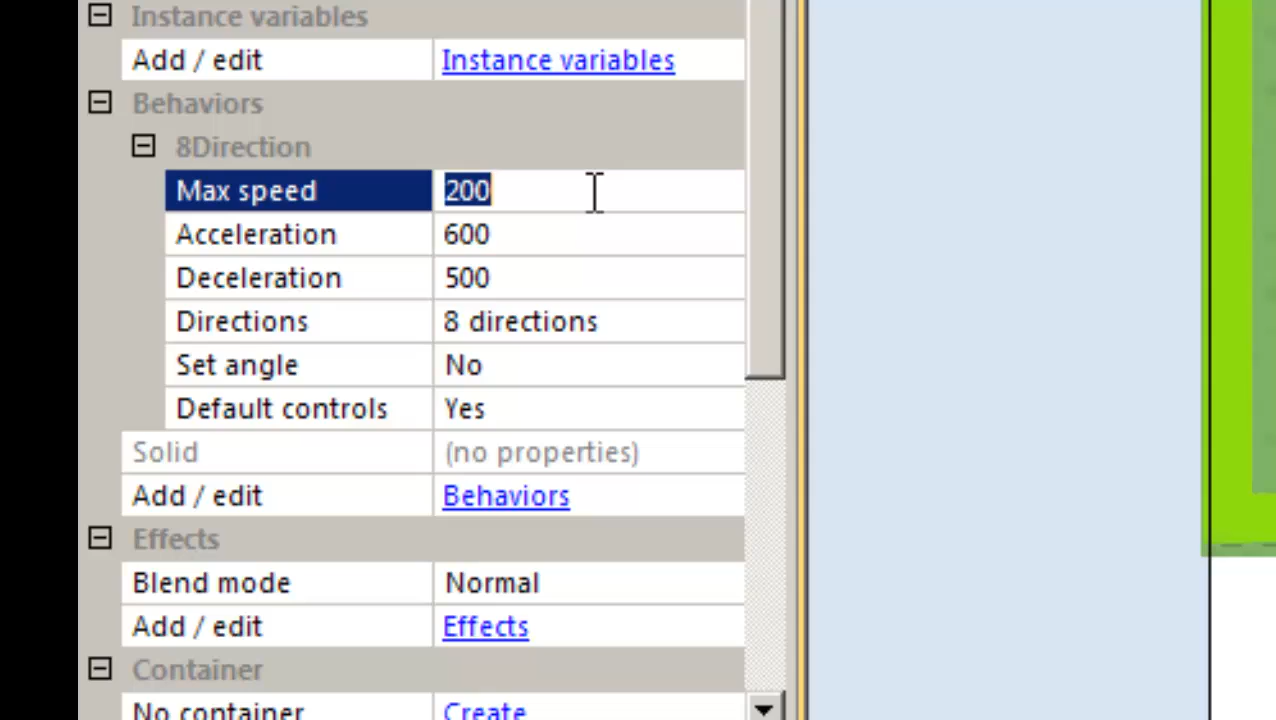 Instance variables
Add / edit Instance variables
Behaviors
8Direction
Max speed 200
Acceleration 600
Deceleration 500
Directions 8 directions
Set angle No
Default controls Yes
Solid (no properties)
Add / edit Behaviors
Effects
Blend mode Normal
Add / edit Effects
Container
No container Create